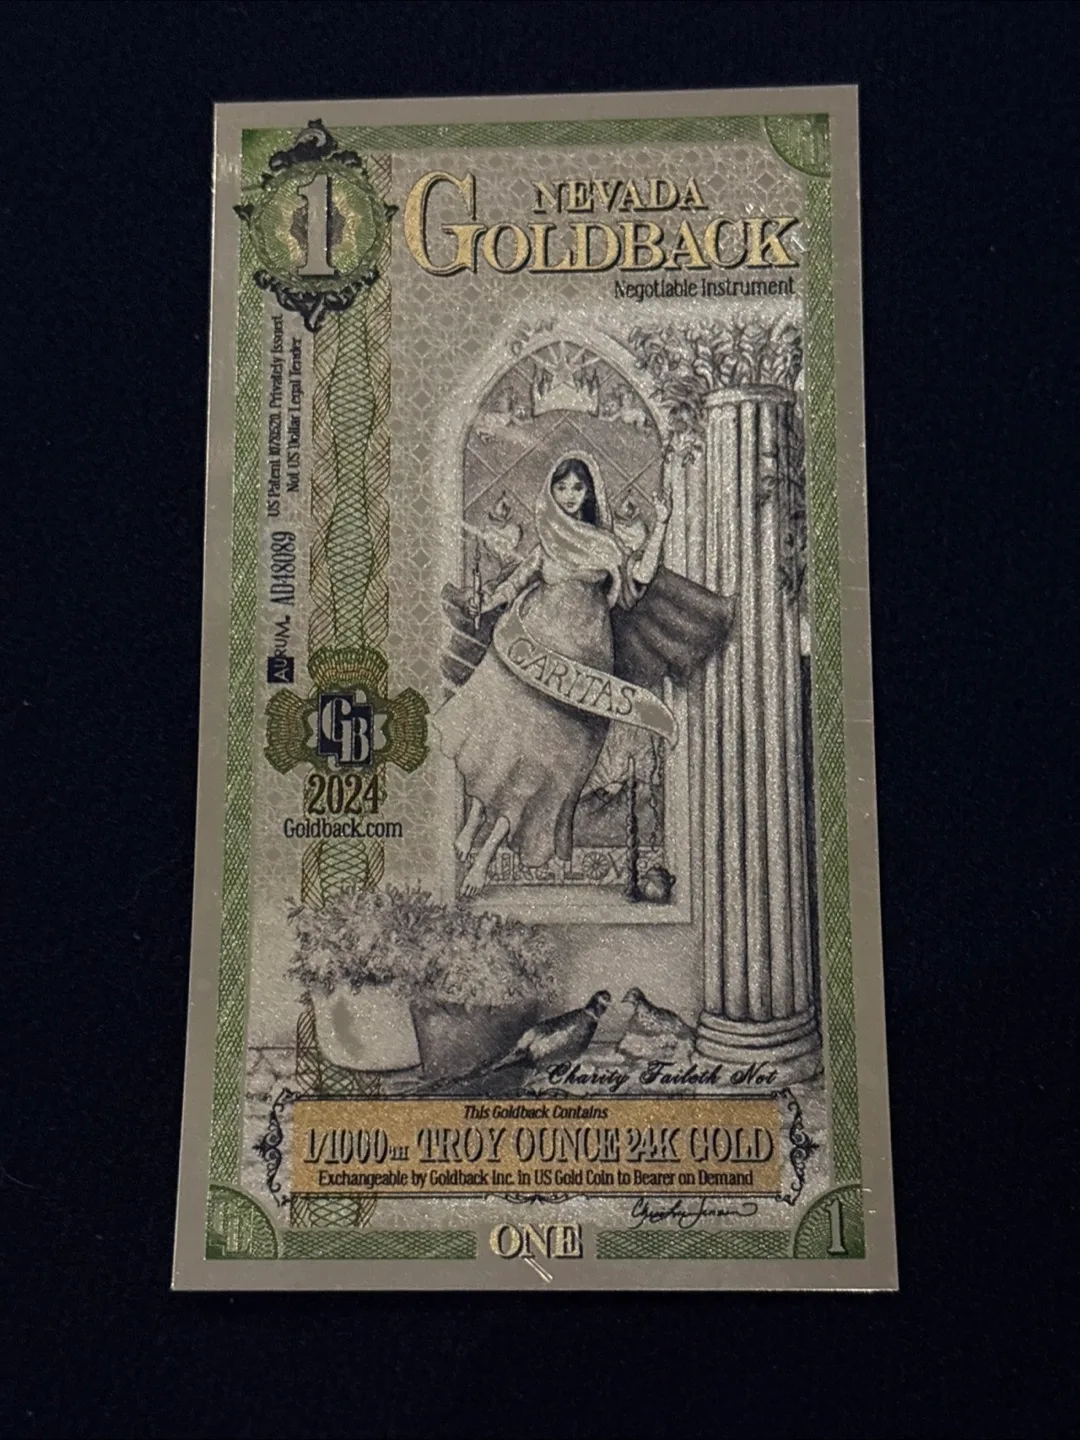 1
NEVADA
GOLDBACK
Negotiable Instrument
US Patent 10782620. Privately Issued.
Not US Dollar Legal Tender
AURUM. AD48089
GB
2024
Goldback.com
CARITAS
Charity Faileth Not
This Goldback Contains
1/1000TH TROY OUNCE 24K GOLD
Exchangeable by Goldback Inc. in US Gold Coin to Bearer on Demand
ONE
1